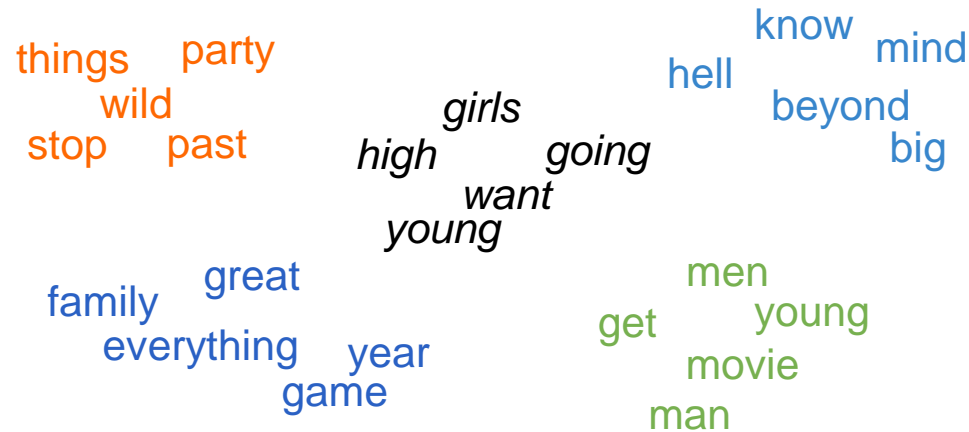 things party
wild
stop past
know
mind
hell
beyond
big
girls
high going
want
young
great
family
everything year
game
men
get young
movie
man